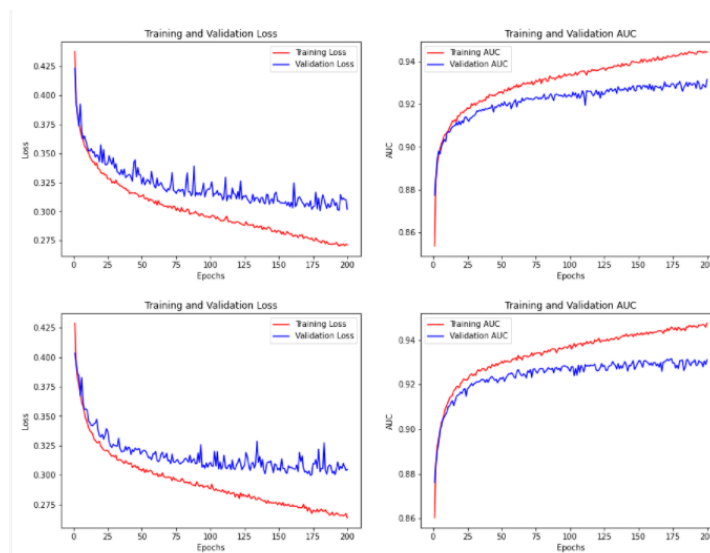 Training and Validation Loss
Training Loss
Validation Loss
0.425
0.400
0.375
0.350
0.325
0.300
0.275
Loss
0 25 50 75 100 125 150 175 200
Epochs
Training and Validation AUC
Training AUC
Validation AUC
0.94
0.92
0.90
0.88
0.86
AUC
0 25 50 75 100 125 150 175 200
Epochs
Training and Validation Loss
Training Loss
Validation Loss
0.425
0.400
0.375
0.350
0.325
0.300
0.275
Loss
0 25 50 75 100 125 150 175 200
Epochs
Training and Validation AUC
Training AUC
Validation AUC
0.94
0.92
0.90
0.88
0.86
AUC
0 25 50 75 100 125 150 175 200
Epochs